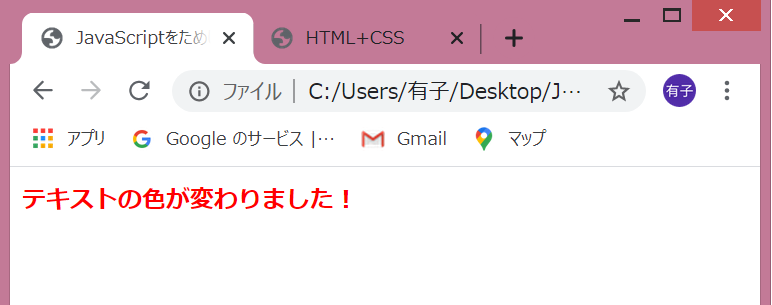 JavaScriptをため
HTML+CSS
ファイル | C:/Users/有子/Desktop/J…
有子
アプリ
Google のサービス |…
Gmail
マップ
テキストの色が変わりました！